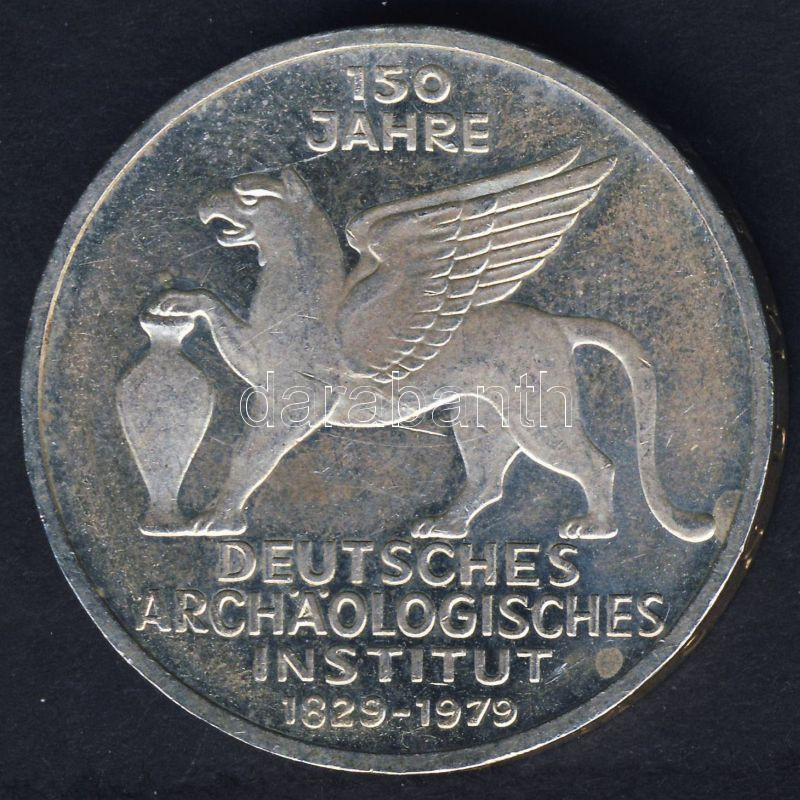 150
JAHRE
darabanth
DEUTSCHES
ARCHÄOLOGISCHES
INSTITUT
1829-1979